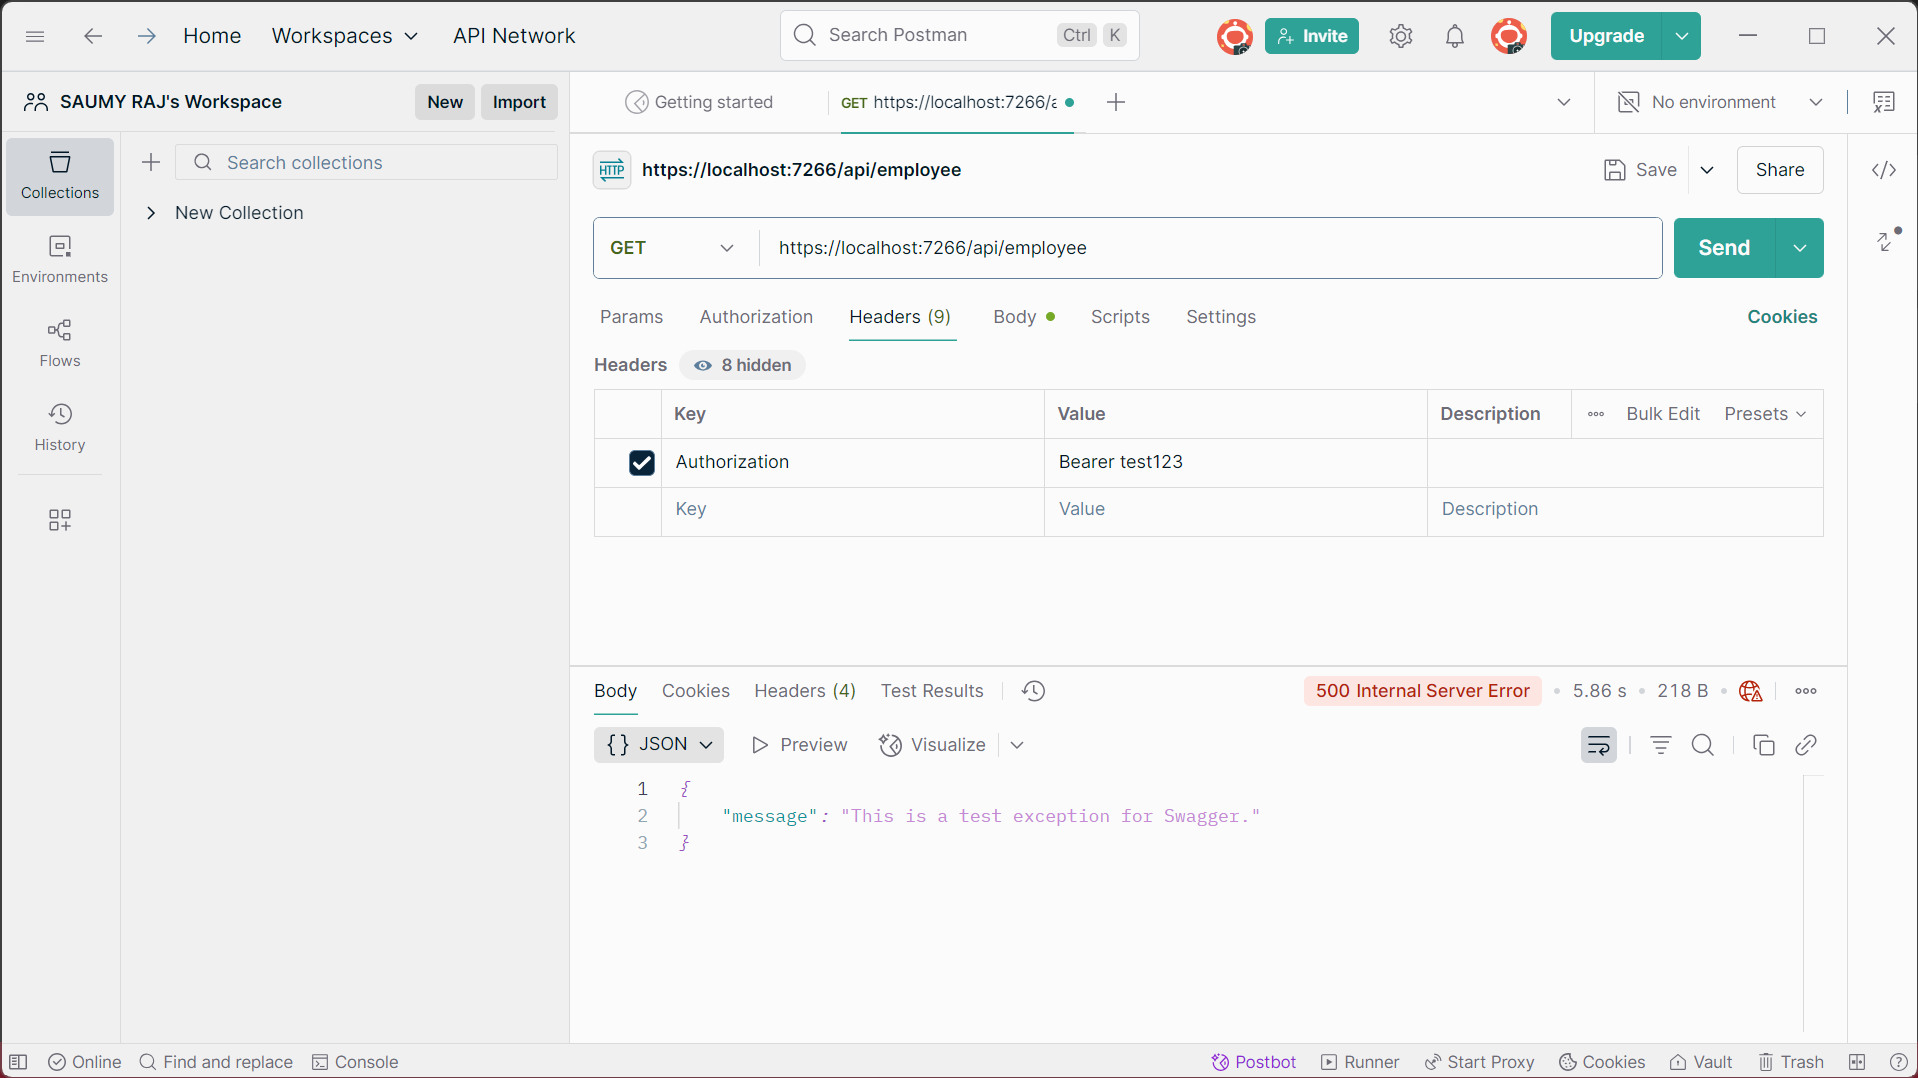 Home Workspaces API Network Search Postman Ctrl K Invite Upgrade
SAUMY RAJ's Workspace New Import Getting started GET https://localhost:7266/a No environment
Collections
Search collections
New Collection
Environments
Flows
History
HTTP https://localhost:7266/api/employee Save Share
GET https://localhost:7266/api/employee Send
Params Authorization Headers (9) Body Scripts Settings Cookies
Headers 8 hidden
Key Value Description Bulk Edit Presets
Authorization Bearer test123
Key Value Description
Body Cookies Headers (4) Test Results 500 Internal Server Error • 5.86 s • 218 B •
{} JSON Preview Visualize
1 {
2 "message": "This is a test exception for Swagger."
3 }
Online Find and replace Console Postbot Runner Start Proxy Cookies Vault Trash